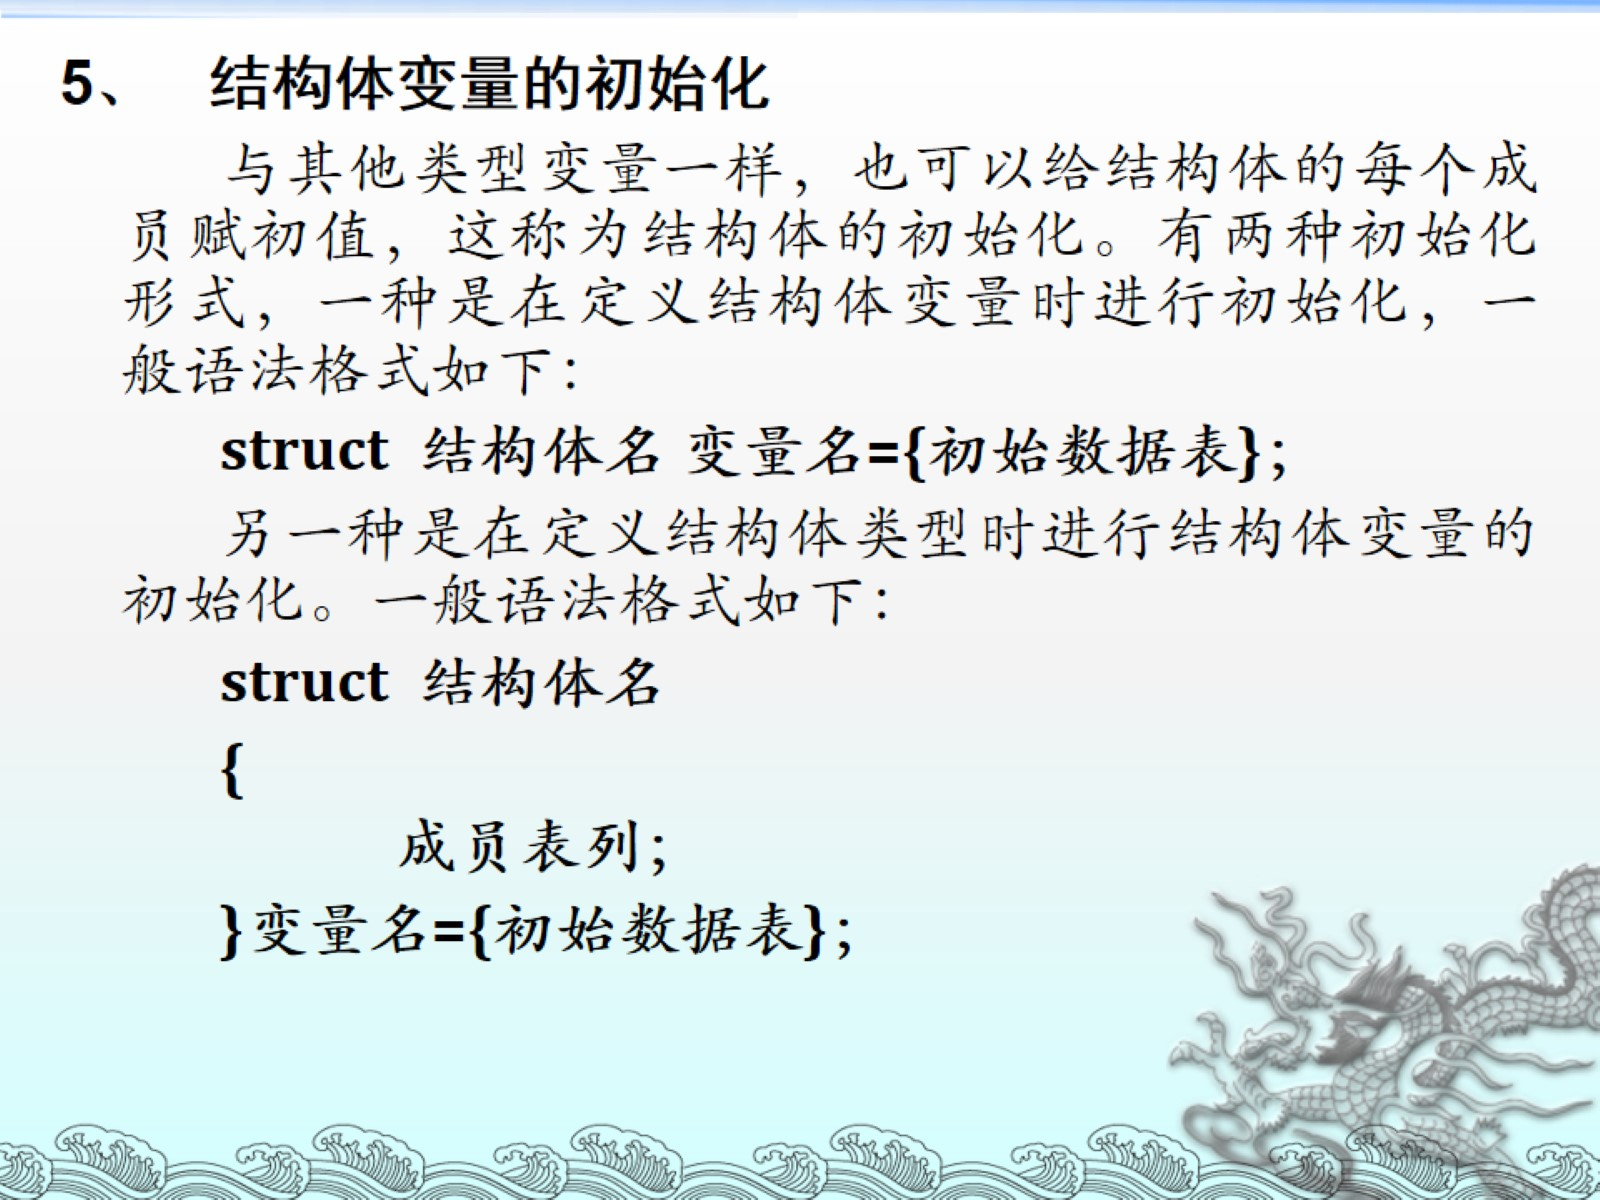 5、 结构体变量的初始化
与其他类型变量一样，也可以给结构体的每个成
员赋初值，这称为结构体的初始化。有两种初始化
形式，一种是在定义结构体变量时进行初始化，一
般语法格式如下：
struct 结构体名 变量名={初始数据表}；
另一种是在定义结构体类型时进行结构体变量的
初始化。一般语法格式如下：
struct 结构体名
{
成员表列；
}变量名={初始数据表}；